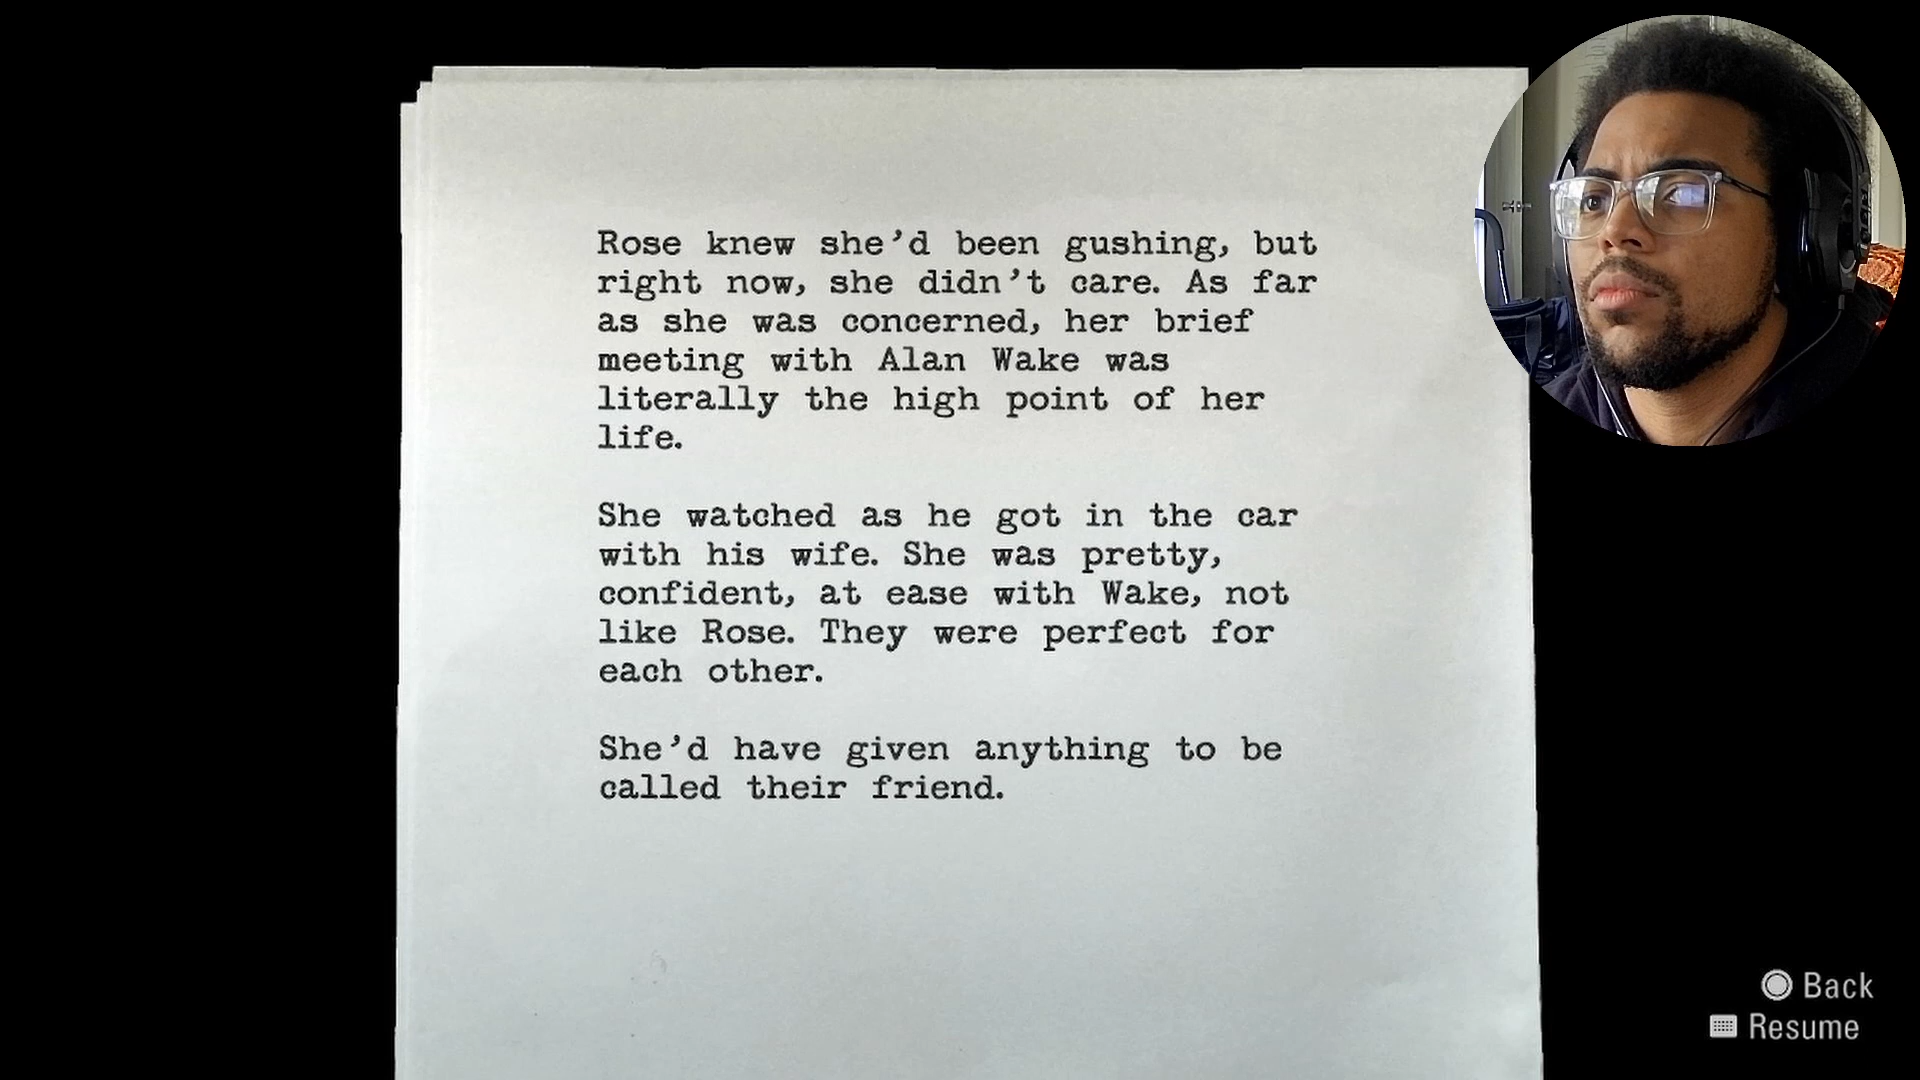 Rose knew she’d been gushing, but
right now, she didn’t care. As far
as she was concerned, her brief
meeting with Alan Wake was
literally the high point of her
life.
She watched as he got in the car
with his wife. She was pretty,
confident, at ease with Wake, not
like Rose. They were perfect for
each other.
She’d have given anything to be
called their friend.
Back
Resume